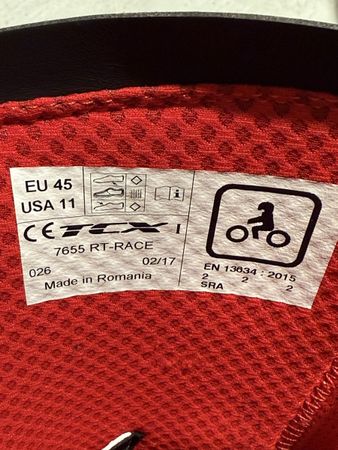 EU 45
USA 11
CE TCX I
7655 RT-RACE
026 02/17
Made in Romania
EN 13634 : 2015
2 2 2
SRA 2